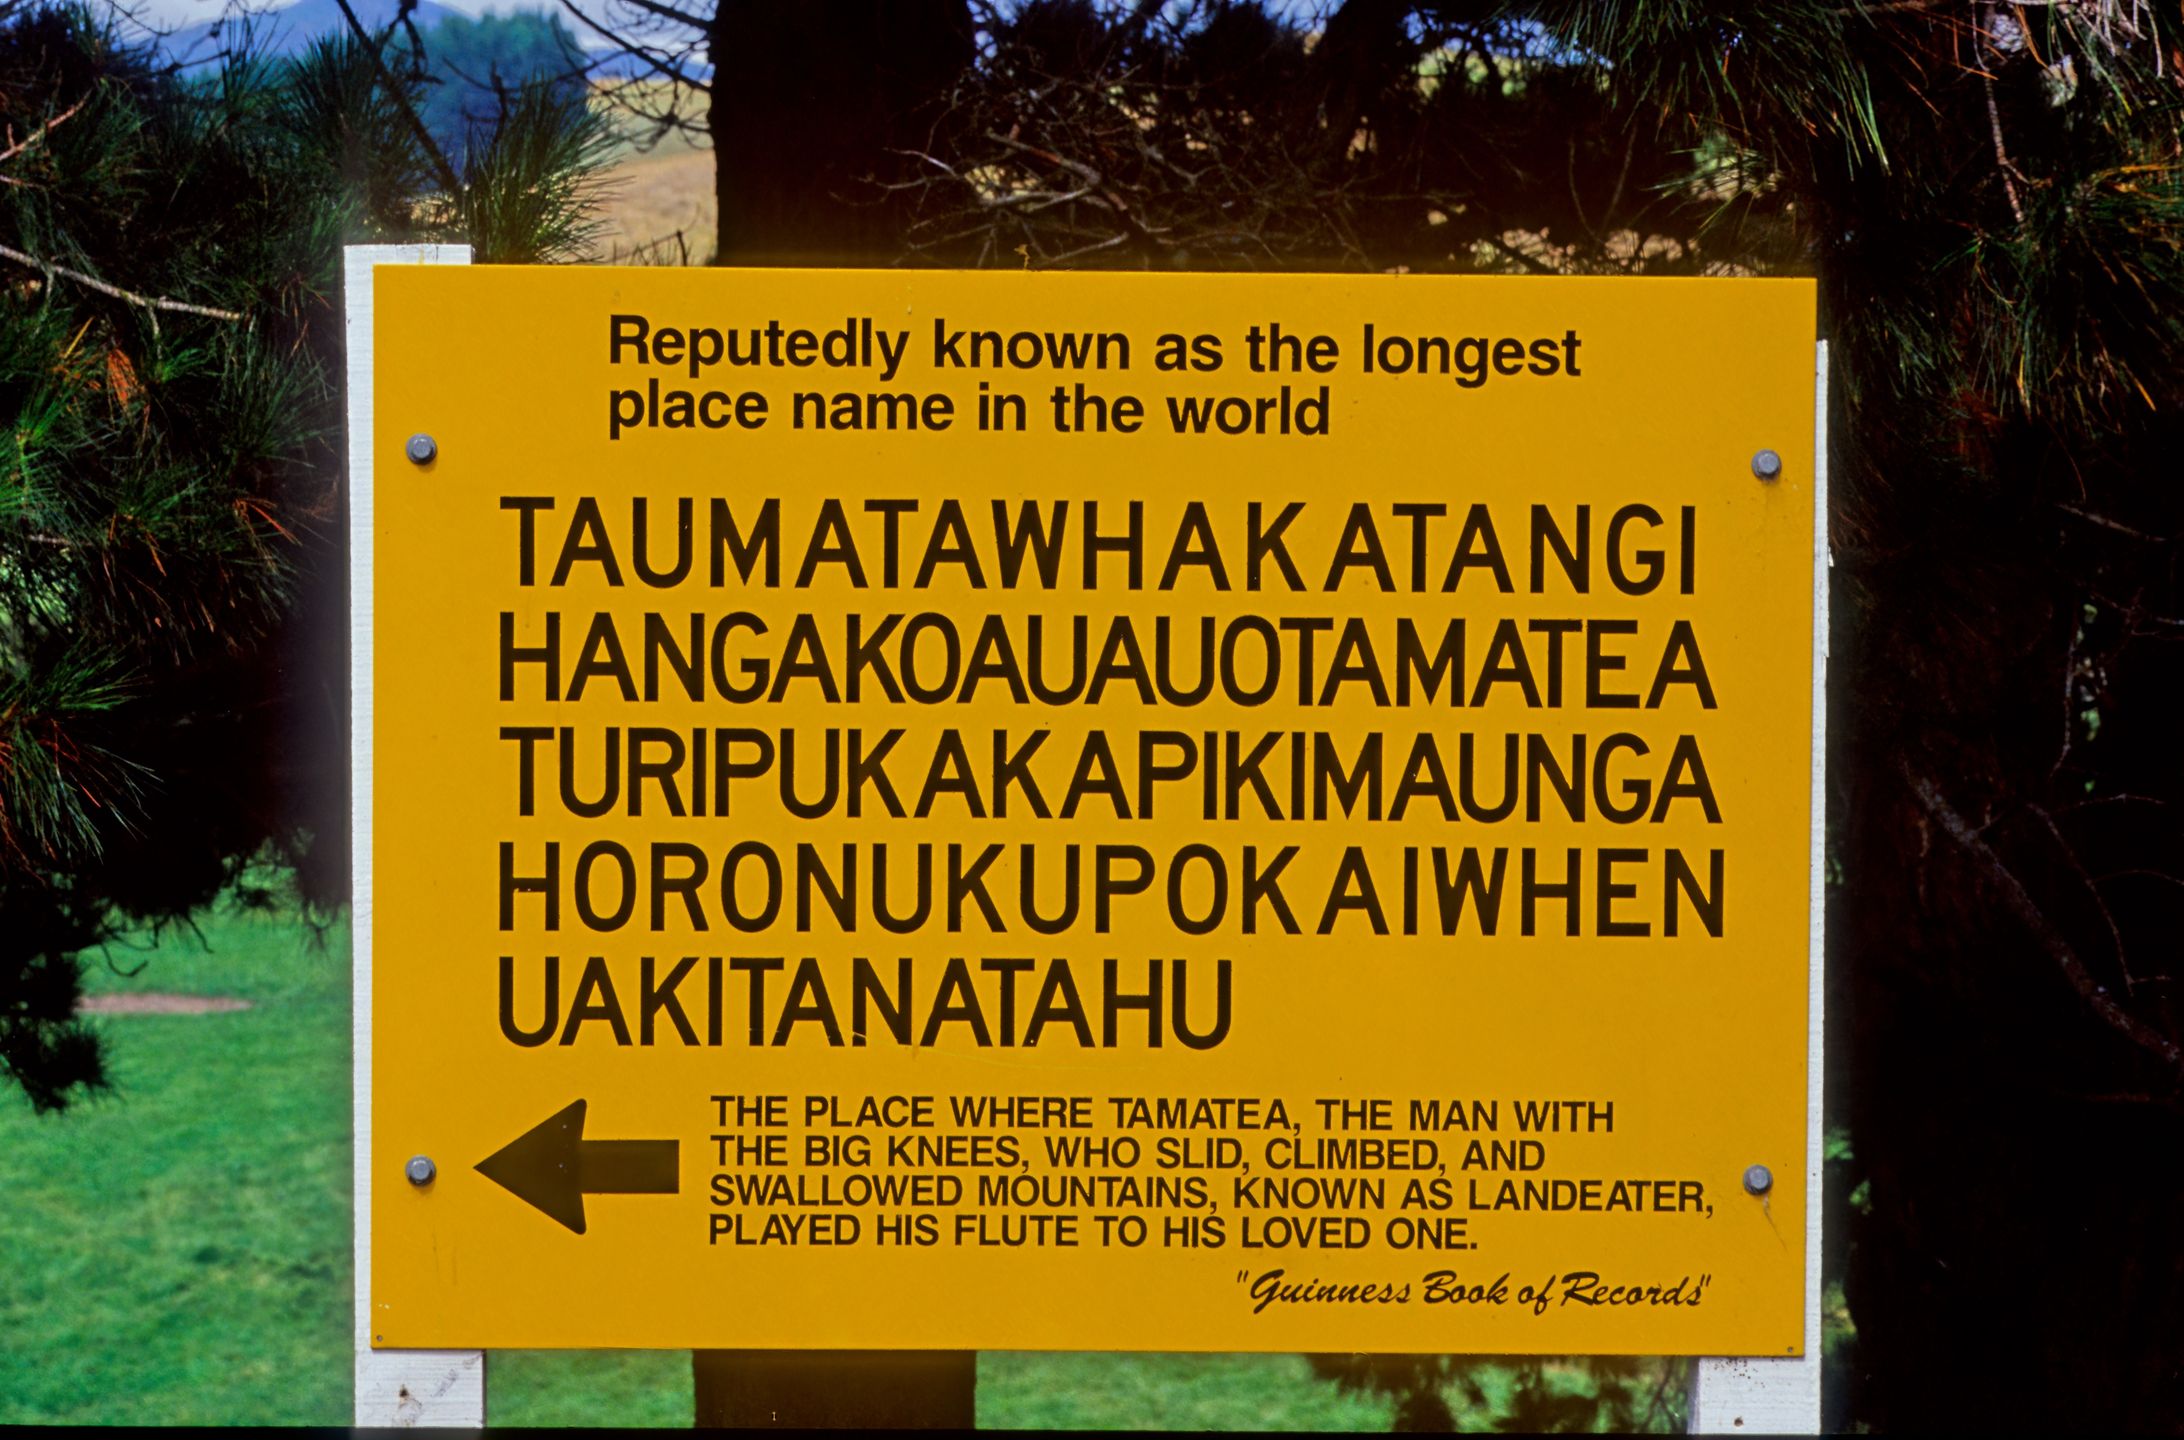 Reputedly known as the longest
place name in the world
TAUMATAWHAKATANGI
HANGAKOAUAUOTAMATEA
TURIPUKAKAPIKIMAUNGA
HORONUKUPOKAIWHEN
UAKITANATAHU
THE PLACE WHERE TAMATEA, THE MAN WITH
THE BIG KNEES, WHO SLID, CLIMBED, AND
SWALLOWED MOUNTAINS, KNOWN AS LANDEATER,
PLAYED HIS FLUTE TO HIS LOVED ONE.
"Guinness Book of Records"